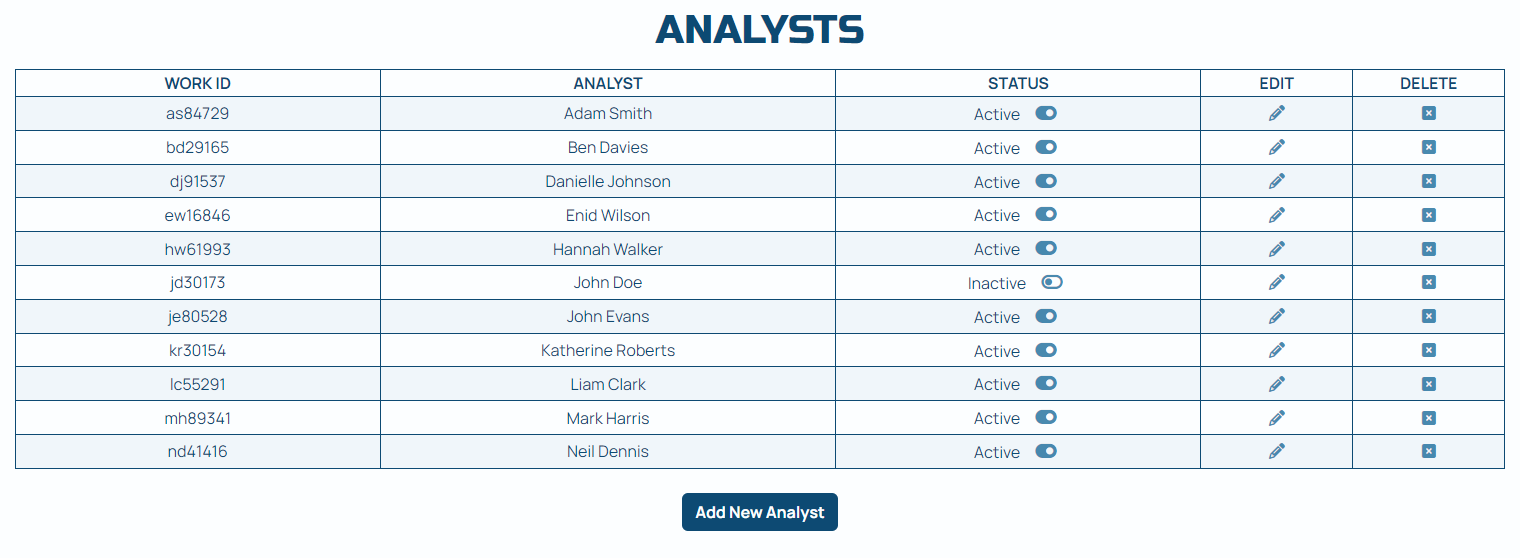 ANALYSTS
WORK ID ANALYST STATUS EDIT DELETE
as84729 Adam Smith Active
bd29165 Ben Davies Active
dj91537 Danielle Johnson Active
ew16846 Enid Wilson Active
hw61993 Hannah Walker Active
jd30173 John Doe Inactive
je80528 John Evans Active
kr30154 Katherine Roberts Active
lc55291 Liam Clark Active
mh89341 Mark Harris Active
nd41416 Neil Dennis Active
Add New Analyst